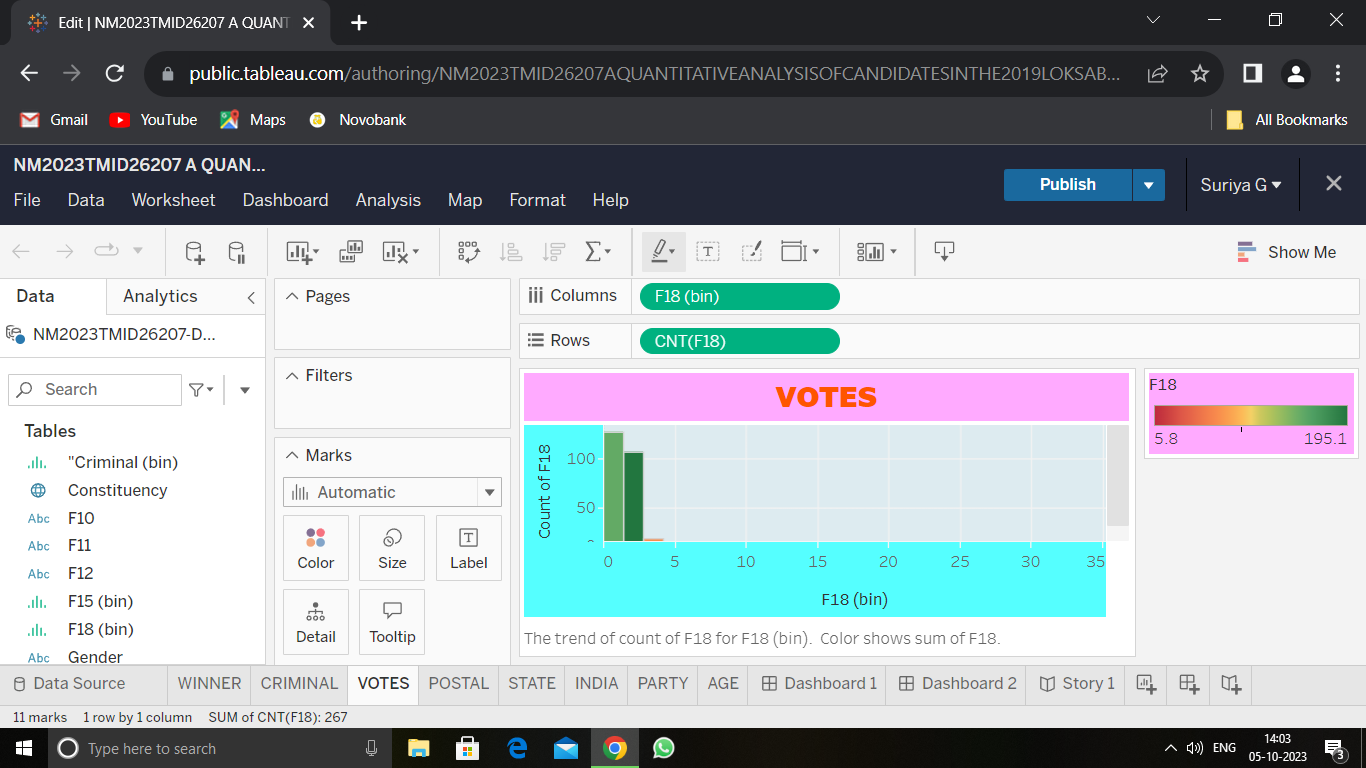 Edit | NM2023TMID26207 A QUANT
public.tableau.com/authoring/NM2023TMID26207AQUANTITATIVEANALYSISOFCANDIDATESINTHE2019LOKSAB...
Gmail YouTube Maps Novobank All Bookmarks
NM2023TMID26207 A QUAN...
File Data Worksheet Dashboard Analysis Map Format Help
Publish Suriya G
Show Me
Data Analytics
NM2023TMID26207-D...
Search
Tables
"Criminal (bin)
Constituency
Abc F10
Abc F11
Abc F12
F15 (bin)
F18 (bin)
Abc Gender
Pages
Filters
Marks
Automatic
Color Size Label
Detail Tooltip
Columns F18 (bin)
Rows CNT(F18)
VOTES
Count of F18
100
50
0 5 10 15 20 25 30 35
F18 (bin)
The trend of count of F18 for F18 (bin). Color shows sum of F18.
F18
5.8 195.1
Data Source WINNER CRIMINAL VOTES POSTAL STATE INDIA PARTY AGE Dashboard 1 Dashboard 2 Story 1
11 marks 1 row by 1 column SUM of CNT(F18): 267
Type here to search
ENG
14:03
05-10-2023
3